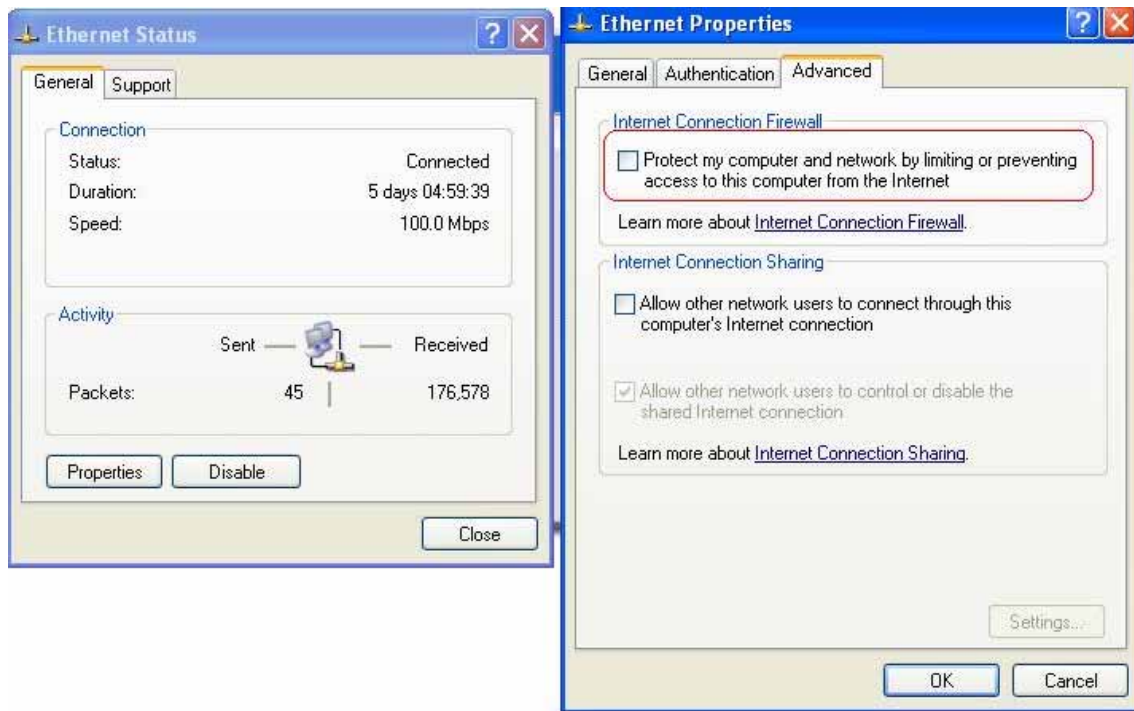 Ethernet Status
General Support
Connection
Status: Connected
Duration: 5 days 04:59:39
Speed: 100.0 Mbps
Activity
Sent Received
Packets: 45 176,578
Properties Disable
Close
Ethernet Properties
General Authentication Advanced
Internet Connection Firewall
Protect my computer and network by limiting or preventing
access to this computer from the Internet
Learn more about Internet Connection Firewall.
Internet Connection Sharing
Allow other network users to connect through this
computer's Internet connection
Allow other network users to control or disable the
shared Internet connection
Learn more about Internet Connection Sharing.
Settings...
OK Cancel